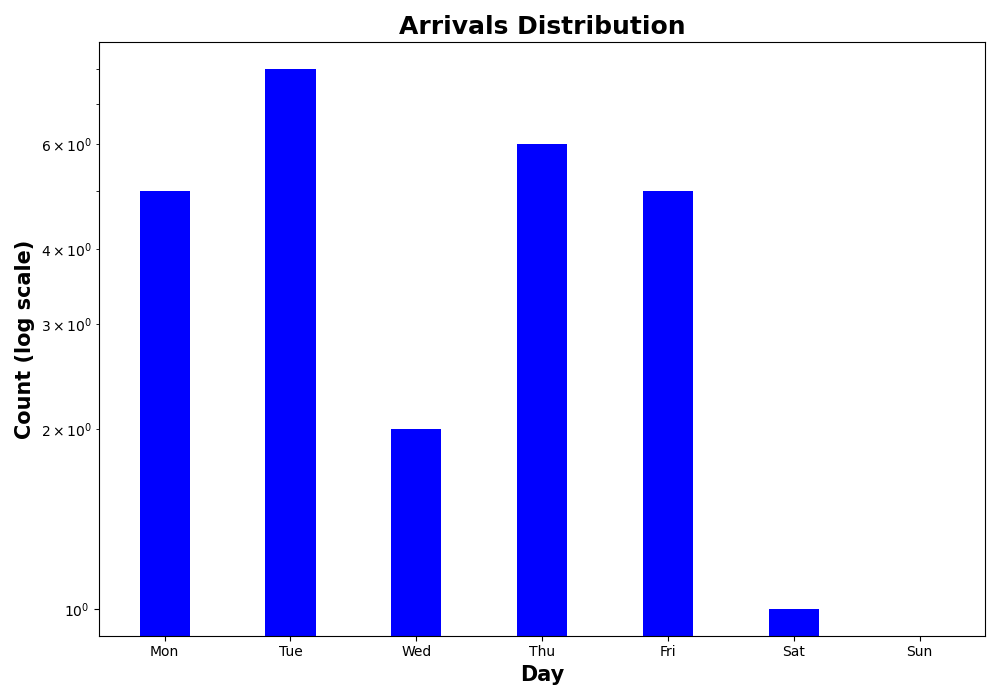 Arrivals Distribution
Count (log scale)
6 × 10⁰
4 × 10⁰
3 × 10⁰
2 × 10⁰
10⁰
Mon Tue Wed Thu Fri Sat Sun
Day